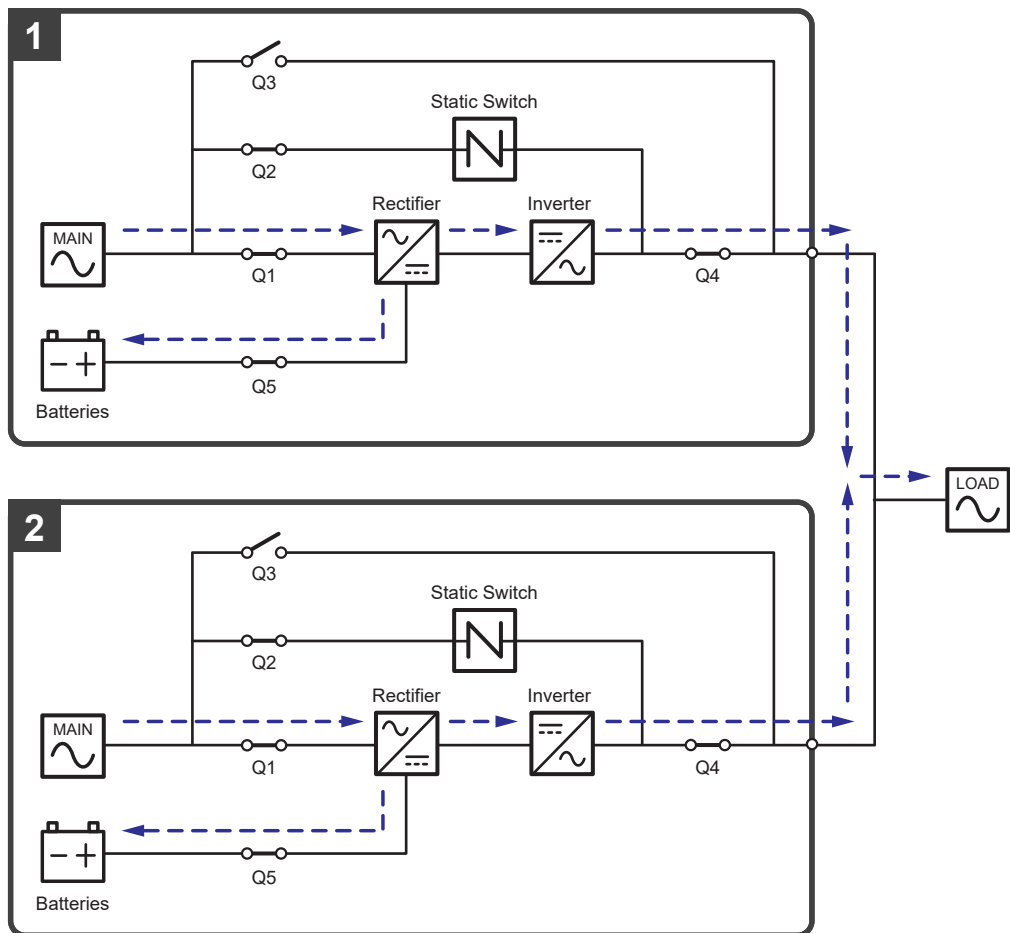 1
Q3
Static Switch
Q2
Rectifier
Inverter
MAIN
Q1
Q4
Q5
Batteries
LOAD
2
Q3
Static Switch
Q2
Rectifier
Inverter
MAIN
Q1
Q4
Q5
Batteries